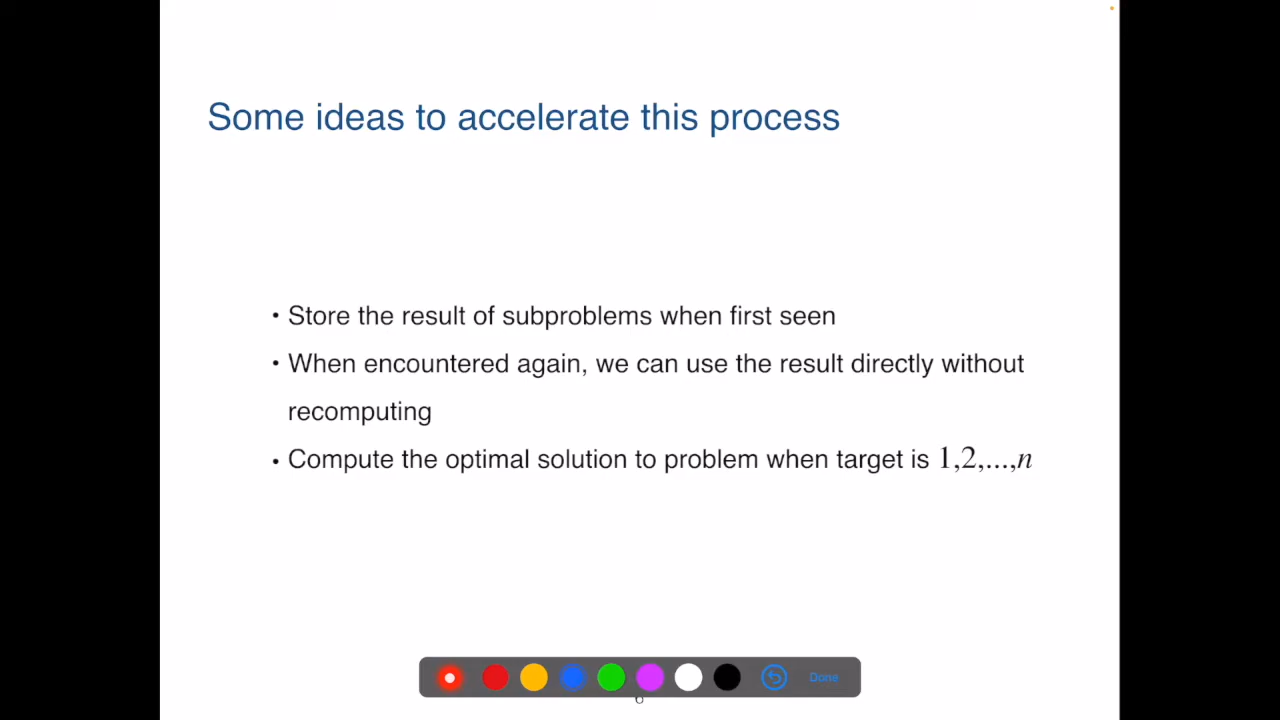 Some ideas to accelerate this process
• Store the result of subproblems when first seen
• When encountered again, we can use the result directly without
recomputing
• Compute the optimal solution to problem when target is 1,2,...,n
Done
6